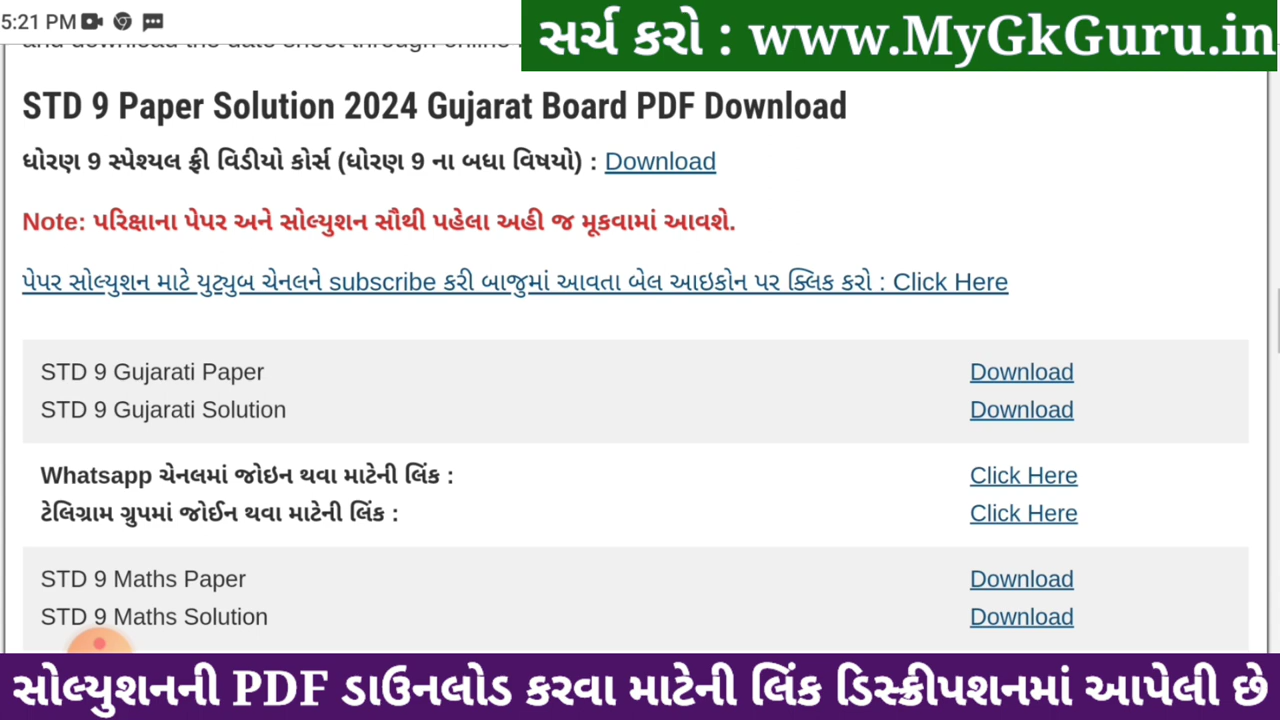 5:21 PM
સર્ચ કરો : www.MyGkGuru.in
STD 9 Paper Solution 2024 Gujarat Board PDF Download
ધોરણ 9 સ્પેશ્યલ ફ્રી વિડીયો કોર્સ (ધોરણ 9 ના બધા વિષયો) : Download
Note: પરિક્ષાના પેપર અને સોલ્યુશન સૌથી પહેલા અહી જ મૂકવામાં આવશે.
પેપર સોલ્યુશન માટે યુટ્યુબ ચેનલને subscribe કરી બાજુમાં આવતા બેલ આઇકોન પર ક્લિક કરો : Click Here
STD 9 Gujarati Paper Download
STD 9 Gujarati Solution Download
Whatsapp ચેનલમાં જોઇન થવા માટેની લિંક : Click Here
ટેલિગ્રામ ગ્રુપમાં જોઈન થવા માટેની લિંક : Click Here
STD 9 Maths Paper Download
STD 9 Maths Solution Download
સોલ્યુશનની PDF ડાઉનલોડ કરવા માટેની લિંક ડિસ્ક્રીપશનમાં આપેલી છે